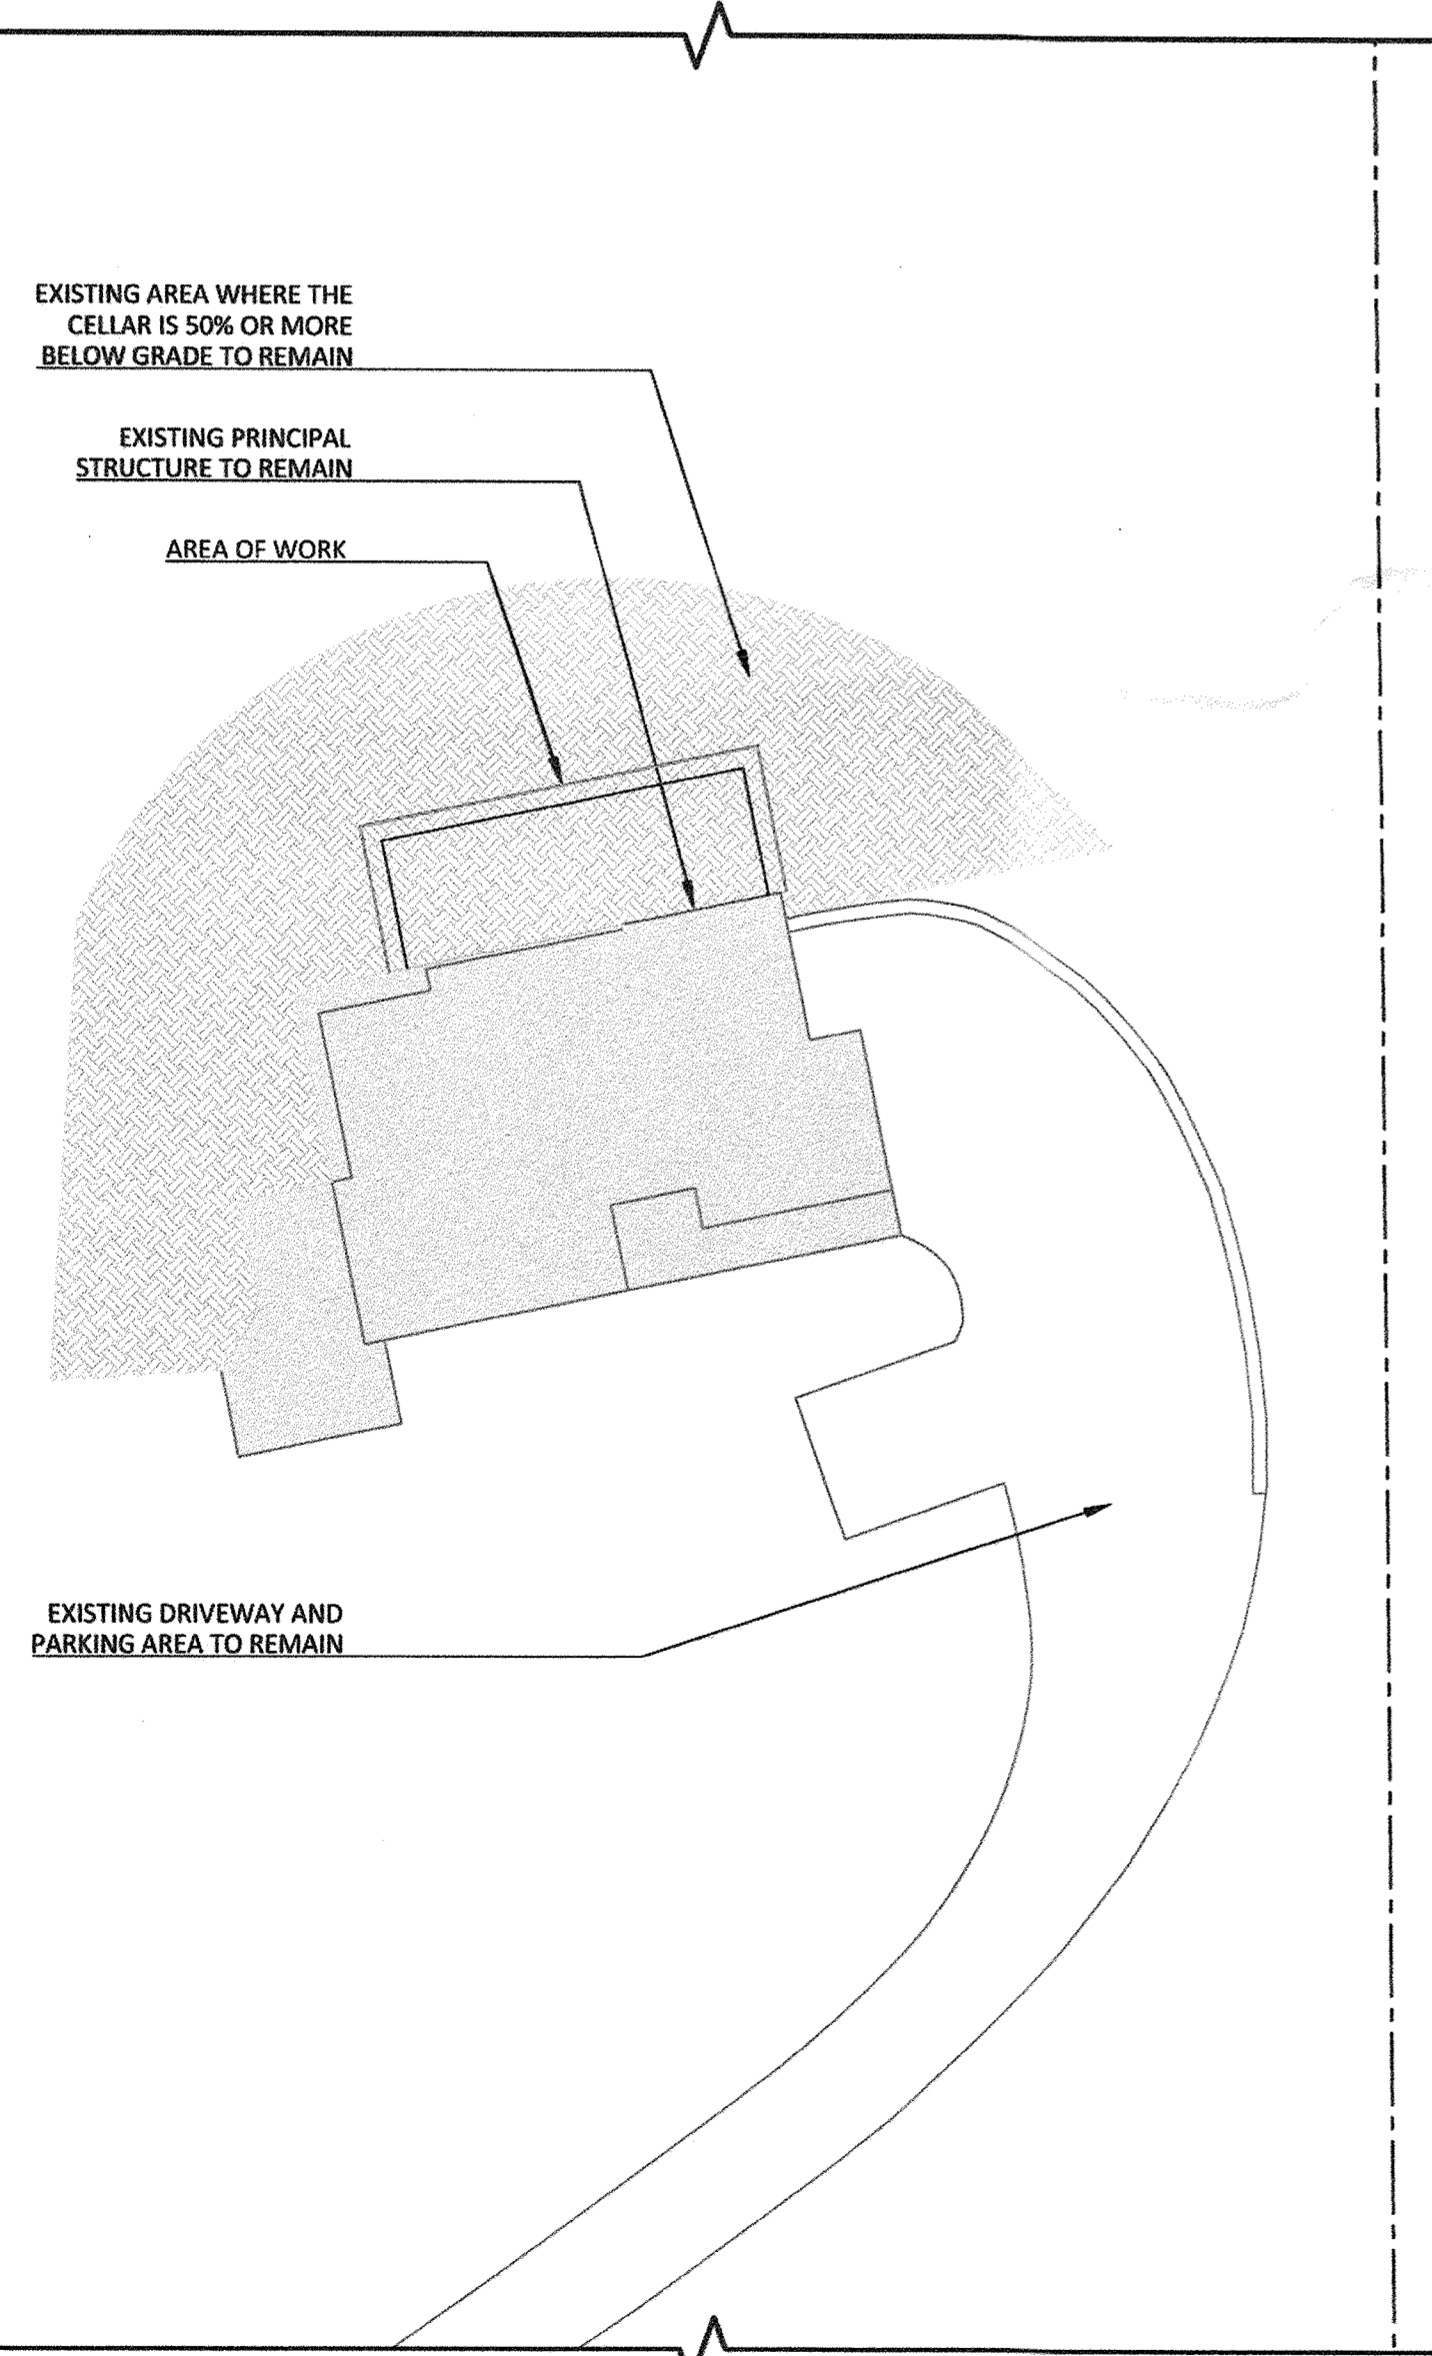 EXISTING AREA WHERE THE
CELLAR IS 50% OR MORE
BELOW GRADE TO REMAIN
EXISTING PRINCIPAL
STRUCTURE TO REMAIN
AREA OF WORK
EXISTING DRIVEWAY AND
PARKING AREA TO REMAIN